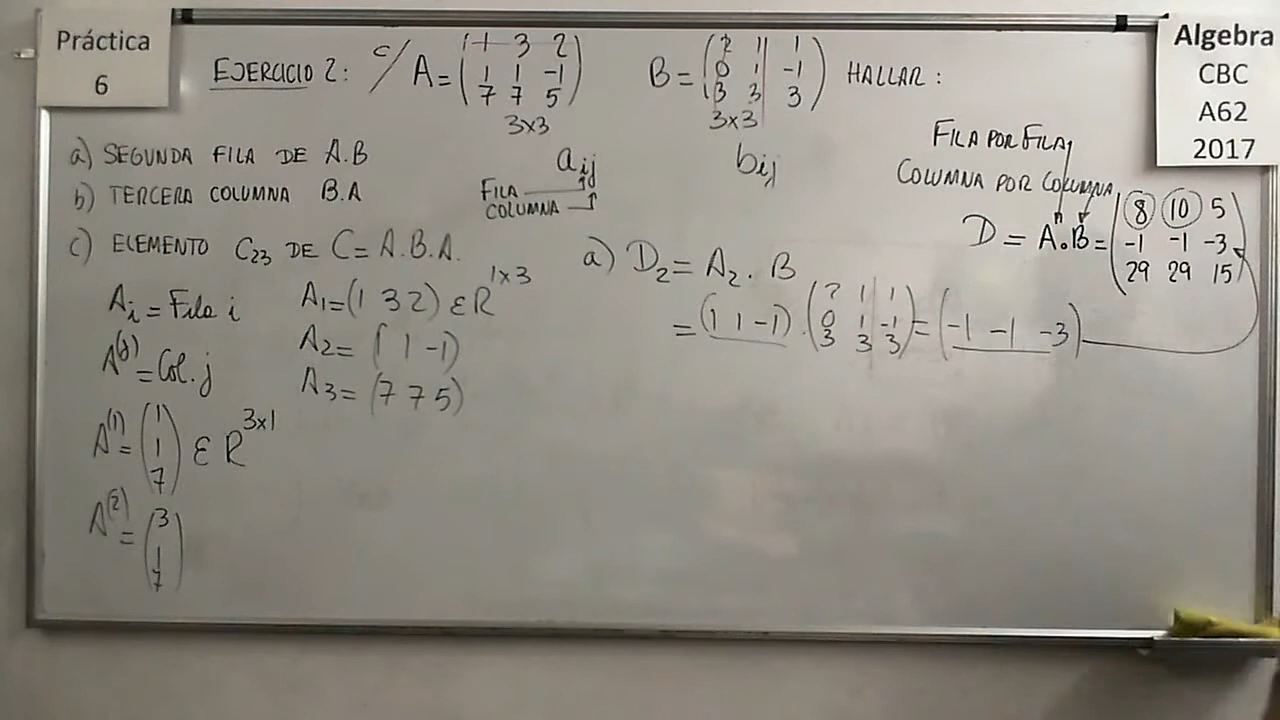 Práctica
6
EJERCICIO 2: c/ A = (1 3 2
1 1 -1
7 7 5)
3x3
B = (2 1 1
0 1 -1
3 3 3)
3x3
HALLAR:
Algebra
CBC
A62
2017
a) SEGUNDA FILA DE A.B
b) TERCERA COLUMNA B.A
c) ELEMENTO C23 DE C = A.B.A.
aij
FILA
COLUMNA
bij
FILA POR FILA,
COLUMNA POR COLUMNA
D = A.B = (8 10 5
-1 -1 -3
29 29 15)
Ai = Fila i
A(j) = Col. j
A(1) = (1
1
7) ε R 3x1
A(2) = (3
1
7)
A1 = (1 3 2) ε R 1x3
A2 = (1 1 -1)
A3 = (7 7 5)
a) D2 = A2 . B
= (1 1 -1) . (2 1 1
0 1 -1
3 3 3) = (-1 -1 -3)